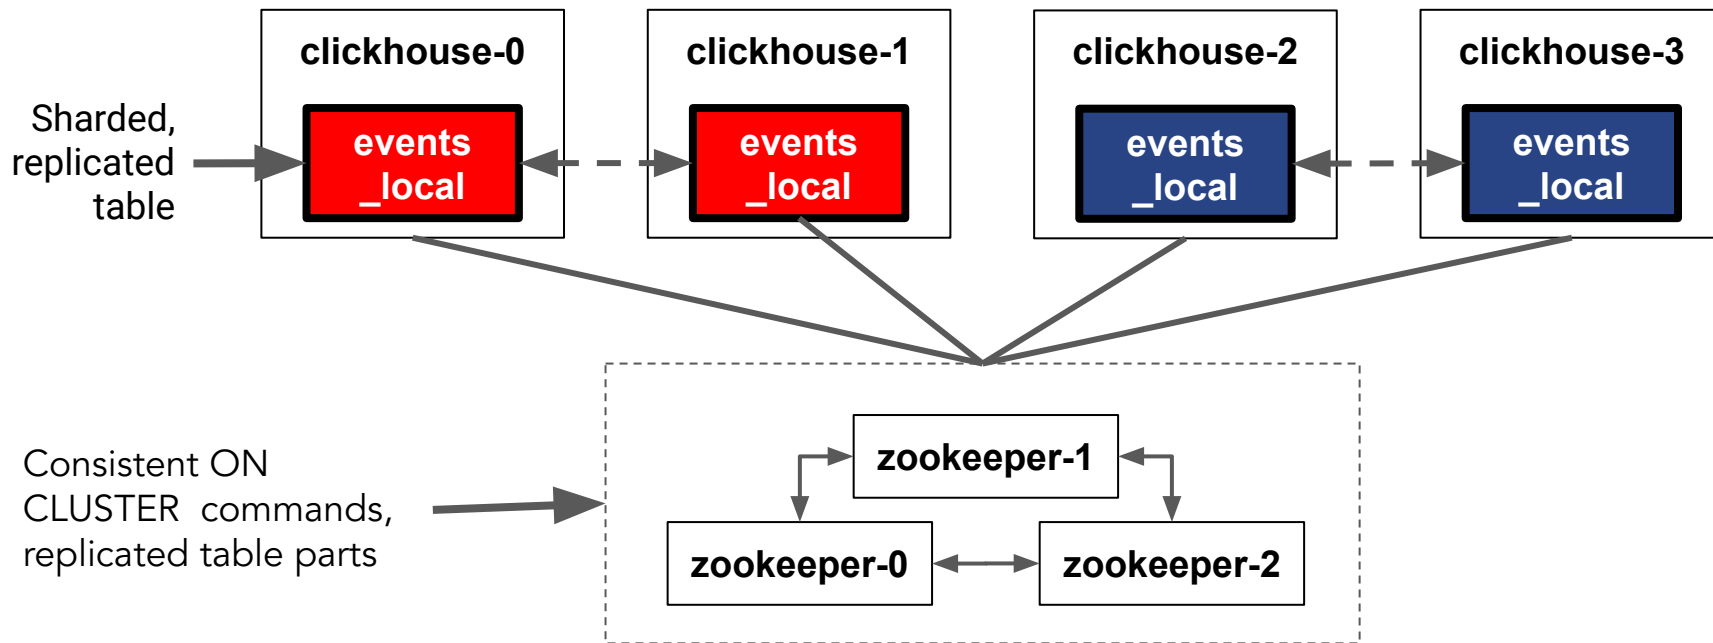 clickhouse-0
clickhouse-1
clickhouse-2
clickhouse-3
Sharded,
replicated
table
events
_local
events
_local
events
_local
events
_local
Consistent ON
CLUSTER commands,
replicated table parts
zookeeper-1
zookeeper-0
zookeeper-2